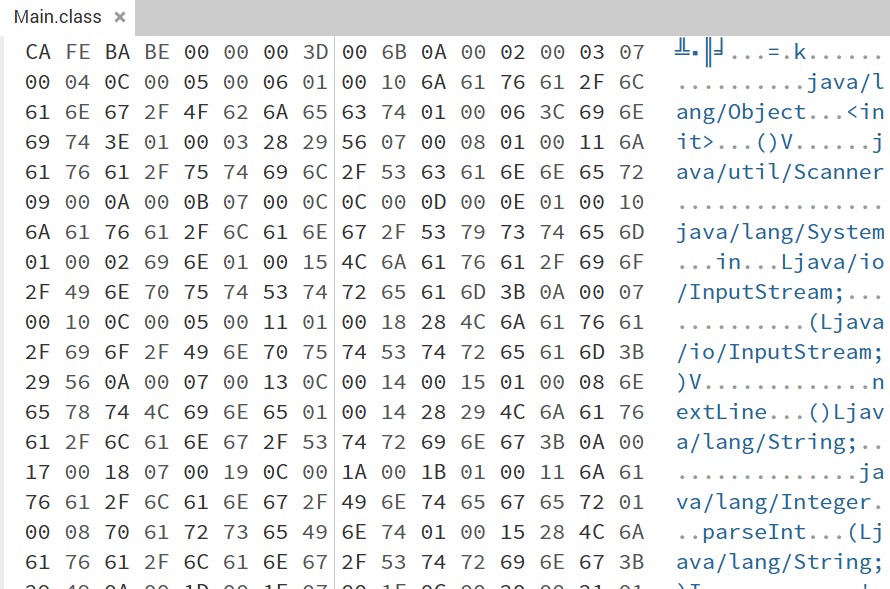 Main.class ×
CA FE BA BE 00 00 00 3D 00 6B 0A 00 02 00 03 07 ╩■║╛...=.k......
00 04 0C 00 05 00 06 01 00 10 6A 61 76 61 2F 6C ..........java/l
61 6E 67 2F 4F 62 6A 65 63 74 01 00 06 3C 69 6E ang/Object...<in
69 74 3E 01 00 03 28 29 56 07 00 08 01 00 11 6A it>...()V......j
61 76 61 2F 75 74 69 6C 2F 53 63 61 6E 6E 65 72 ava/util/Scanner
09 00 0A 00 0B 07 00 0C 0C 00 0D 00 0E 01 00 10 ................
6A 61 76 61 2F 6C 61 6E 67 2F 53 79 73 74 65 6D java/lang/System
01 00 02 69 6E 01 00 15 4C 6A 61 76 61 2F 69 6F ...in...Ljava/io
2F 49 6E 70 75 74 53 74 72 65 61 6D 3B 0A 00 07 /InputStream;...
00 10 0C 00 05 00 11 01 00 18 28 4C 6A 61 76 61 ..........(Ljava
2F 69 6F 2F 49 6E 70 75 74 53 74 72 65 61 6D 3B /io/InputStream;
29 56 0A 00 07 00 13 0C 00 14 00 15 01 00 08 6E )V.............n
65 78 74 4C 69 6E 65 01 00 14 28 29 4C 6A 61 76 extLine...()Ljav
61 2F 6C 61 6E 67 2F 53 74 72 69 6E 67 3B 0A 00 a/lang/String;..
17 00 18 07 00 19 0C 00 1A 00 1B 01 00 11 6A 61 ..............ja
76 61 2F 6C 61 6E 67 2F 49 6E 74 65 67 65 72 01 va/lang/Integer.
00 08 70 61 72 73 65 49 6E 74 01 00 15 28 4C 6A ..parseInt...(Lj
61 76 61 2F 6C 61 6E 67 2F 53 74 72 69 6E 67 3B ava/lang/String;